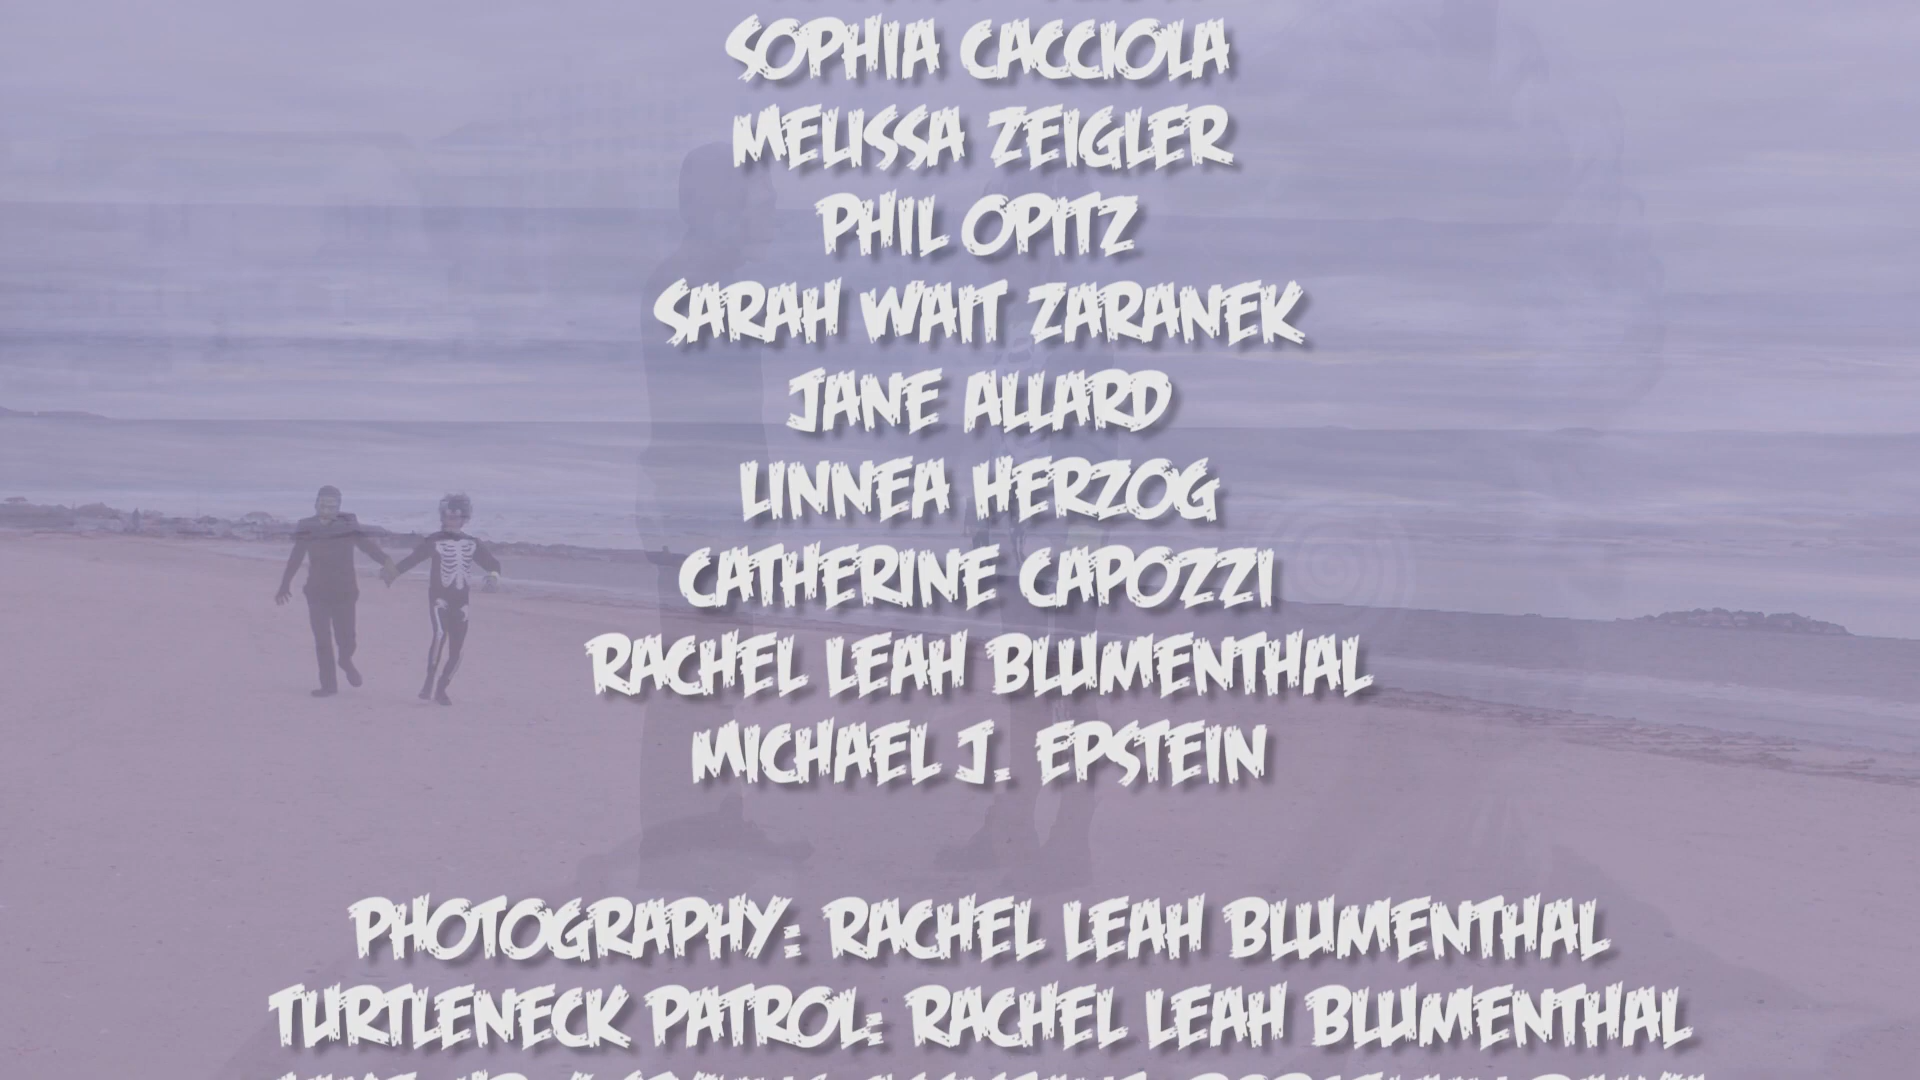 SOPHIA CACCIOLA
MELISSA ZEIGLER
PHIL OPITZ
SARAH WAIT ZARANEK
JANE ALLARD
LINNEA HERZOG
CATHERINE CAPOZZI
RACHEL LEAH BLUMENTHAL
MICHAEL J. EPSTEIN
PHOTOGRAPHY: RACHEL LEAH BLUMENTHAL
TURTLENECK PATROL: RACHEL LEAH BLUMENTHAL